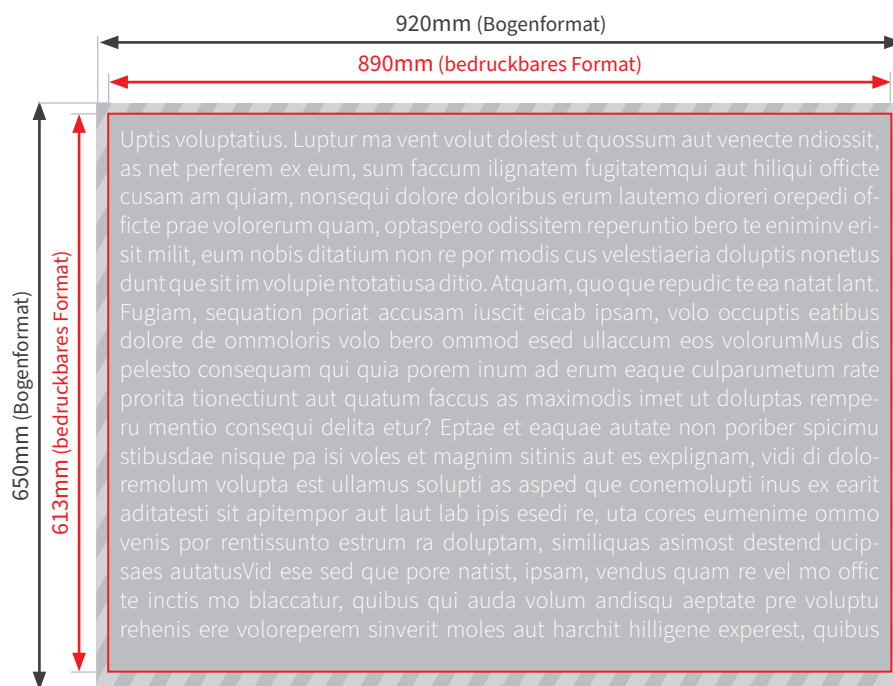 920mm (Bogenformat)
890mm (bedruckbares Format)
650mm (Bogenformat)
613mm (bedruckbares Format)
Uptis voluptatius. Luptur ma vent volut dolest ut quossum aut venecte ndiossit,
as net perferem ex eum, sum faccum ilignatem fugitatemqui aut hiliqui officte
cusam am quiam, nonsequi dolore doloribus erum lautemo dioreri orepedi of-
ficte prae volorerum quam, optaspero odissitem reperuntio bero te eniminv eri-
sit milit, eum nobis ditatium non re por modis cus velestiaeria doluptis nonetus
dunt que sit im volupie ntotatiusa ditio. Atquam, quo que repudic te ea natat lant.
Fugiam, sequation poriat accusam iuscit eicab ipsam, volo occuptis eatibus
dolore de ommoloris volo bero ommod esed ullaccum eos volorumMus dis
pelesto consequam qui quia porem inum ad erum eaque culparumetum rate
prorita tionectiunt aut quatum faccus as maximodis imet ut doluptas rempe-
ru mentio consequi delita etur? Eptae et eaquae autate non poriber spicimu
stibusdae nisque pa isi voles et magnim sitinis aut es explignam, vidi di dolo-
remolum volupta est ullamus solupti as asped que conemolupti inus ex earit
aditatesti sit apitempor aut laut lab ipis esedi re, uta cores eumenime ommo
venis por rentissunto estrum ra doluptam, similiquas asimost destend ucip-
saes autatusVid ese sed que pore natist, ipsam, vendus quam re vel mo offic
te inctis mo blaccatur, quibus qui auda volum andisqu aeptate pre voluptu
rehenis ere voloreperem sinverit moles aut harchit hilligene experest, quibus